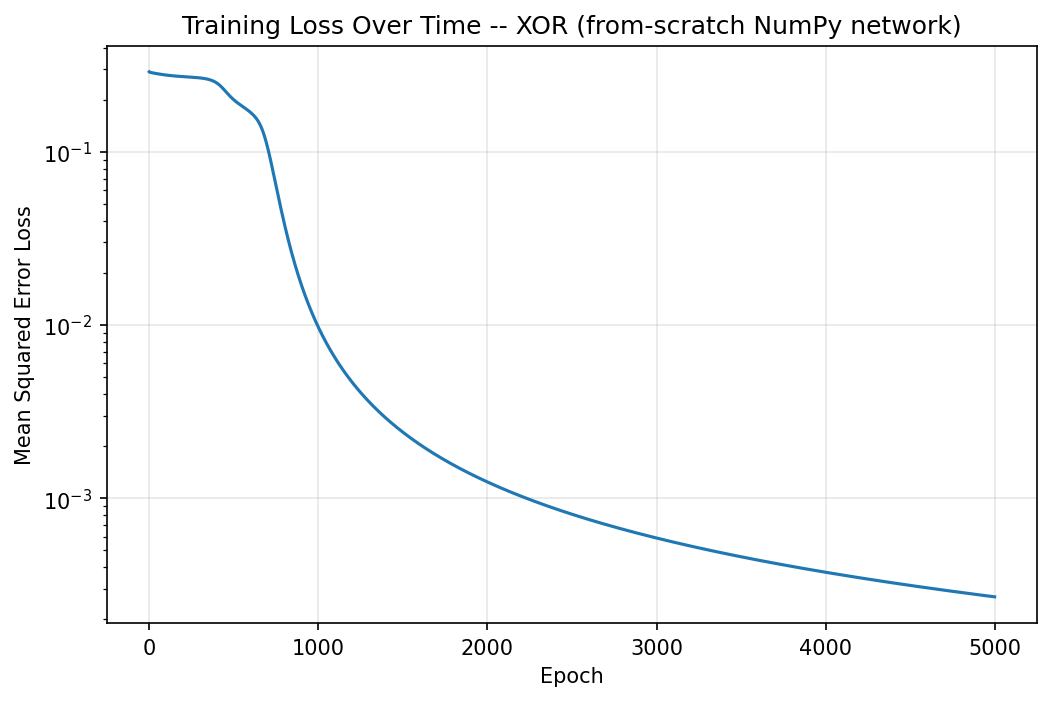 Training Loss Over Time -- XOR (from-scratch NumPy network)
Mean Squared Error Loss
10⁻¹
10⁻²
10⁻³
0 1000 2000 3000 4000 5000
Epoch